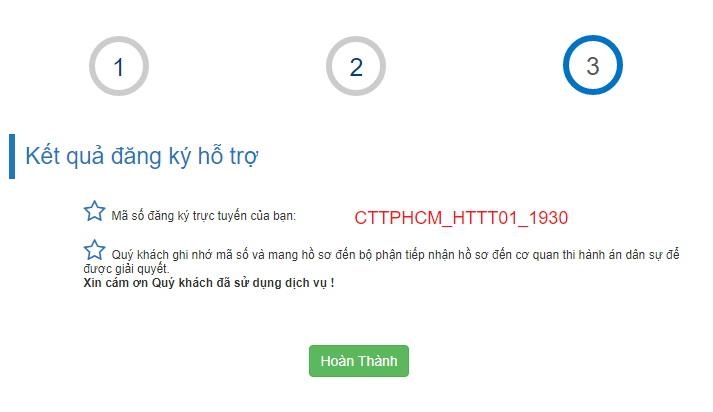 1
2
3
Kết quả đăng ký hỗ trợ
Mã số đăng ký trực tuyến của bạn: CTTPHCM_HTTT01_1930
Quý khách ghi nhớ mã số và mang hồ sơ đến bộ phận tiếp nhận hồ sơ đến cơ quan thi hành án dân sự để
được giải quyết.
Xin cám ơn Quý khách đã sử dụng dịch vụ !
Hoàn Thành